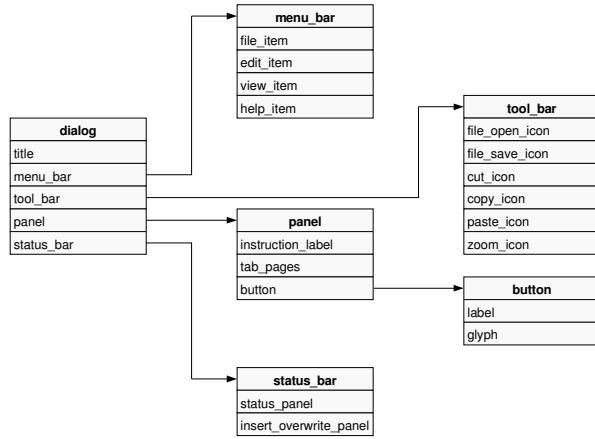 menu_bar
file_item
edit_item
view_item
help_item
dialog
title
menu_bar
tool_bar
panel
status_bar
tool_bar
file_open_icon
file_save_icon
cut_icon
copy_icon
paste_icon
zoom_icon
panel
instruction_label
tab_pages
button
button
label
glyph
status_bar
status_panel
insert_overwrite_panel